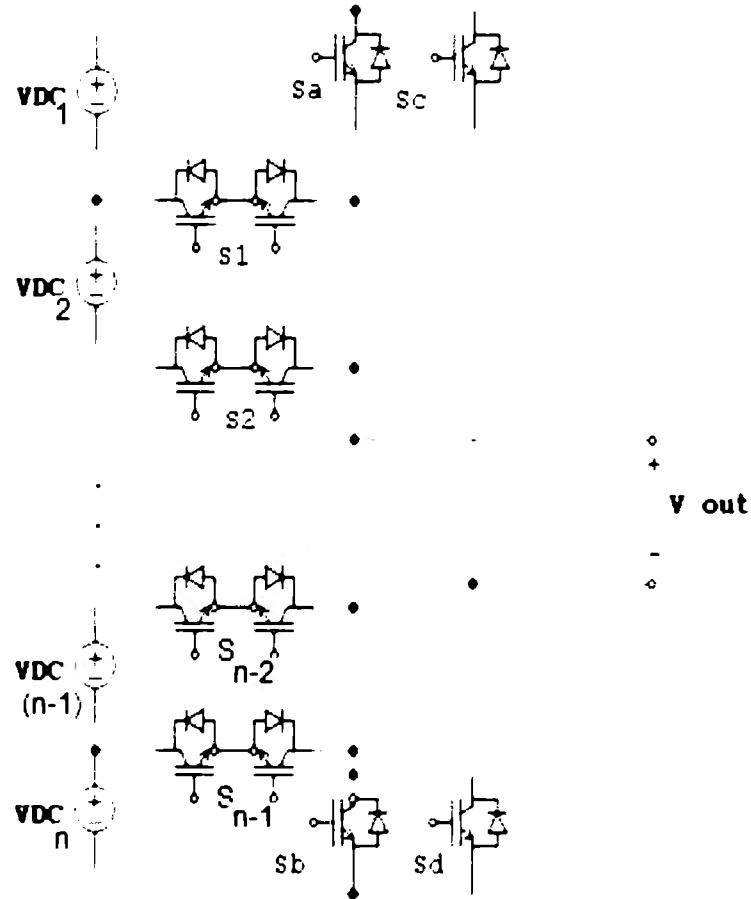 Sa
Sc
VDC 1
S1
VDC 2
S2
+
V out
-
S n-2
VDC (n-1)
S n-1
VDC n
Sb
Sd